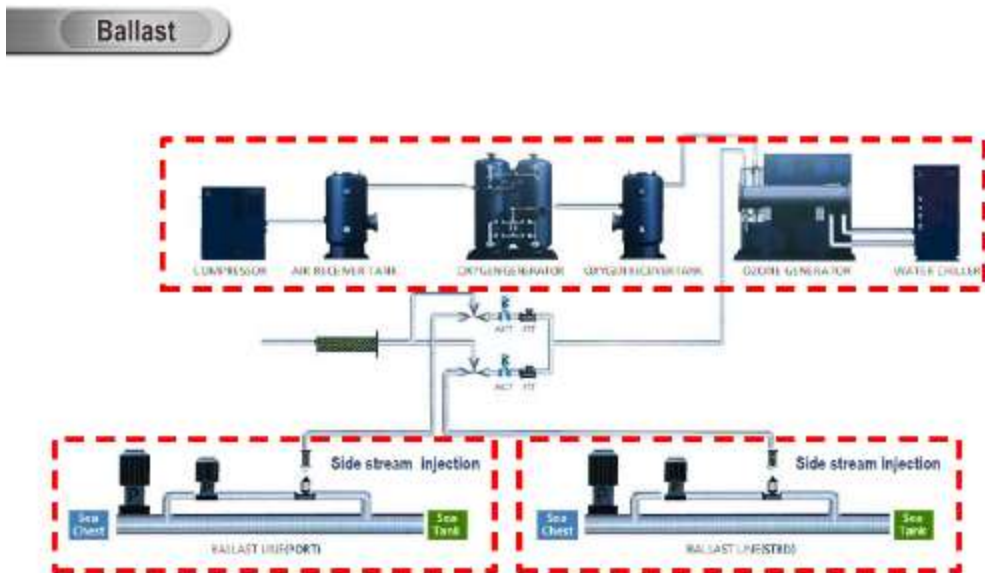 Ballast
COMPRESSOR
AIR RECEIVER TANK
OXYGEN GENERATOR
OXYGEN RECEIVER TANK
OZONE GENERATOR
WATER CHILLER
Side stream injection
Sea Chest
Sea Tank
BALLAST LINE(PORT)
Side stream injection
Sea Chest
Sea Tank
BALLAST LINE(STBD)